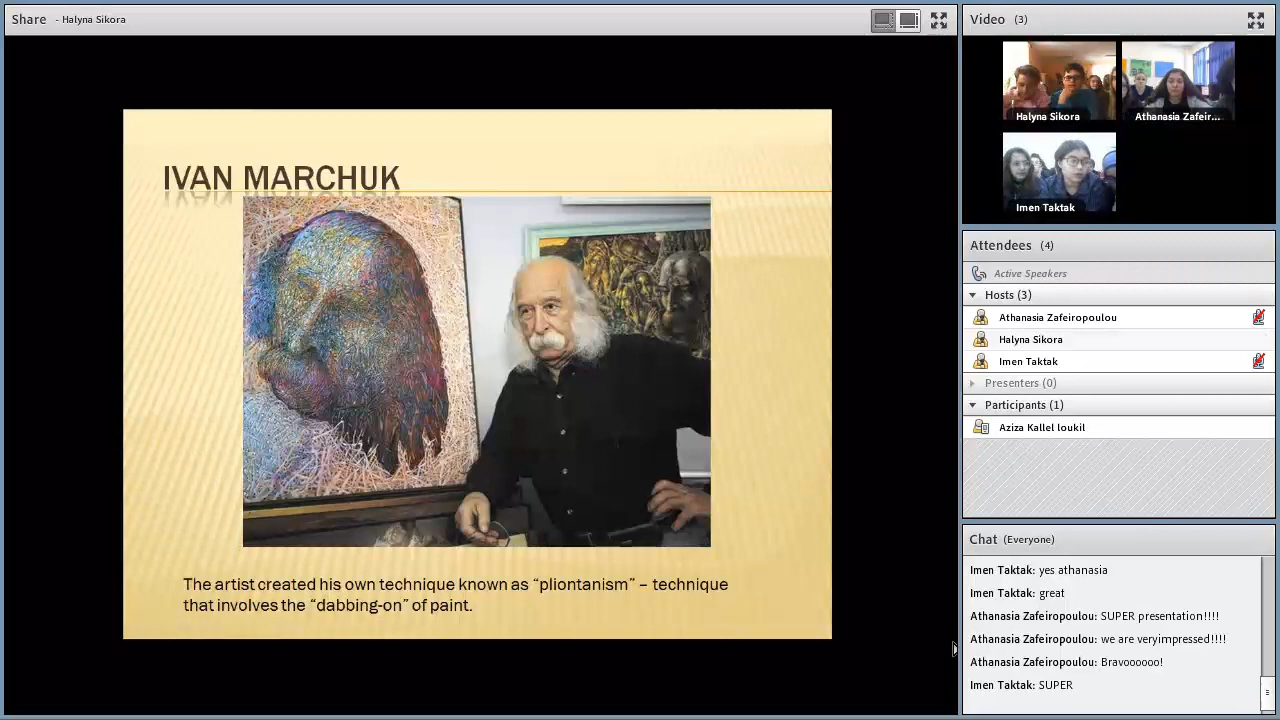 Share - Halyna Sikora
IVAN MARCHUK
The artist created his own technique known as “pliontanism” – technique
that involves the “dabbing-on” of paint.
Video (3)
Halyna Sikora
Athanasia Zafeir...
Imen Taktak
Attendees (4)
Active Speakers
Hosts (3)
Athanasia Zafeiropoulou
Halyna Sikora
Imen Taktak
Presenters (0)
Participants (1)
Aziza Kallel loukil
Chat (Everyone)
Imen Taktak: yes athanasia
Imen Taktak: great
Athanasia Zafeiropoulou: SUPER presentation!!!!
Athanasia Zafeiropoulou: we are veryimpressed!!!!
Athanasia Zafeiropoulou: Bravoooooo!
Imen Taktak: SUPER